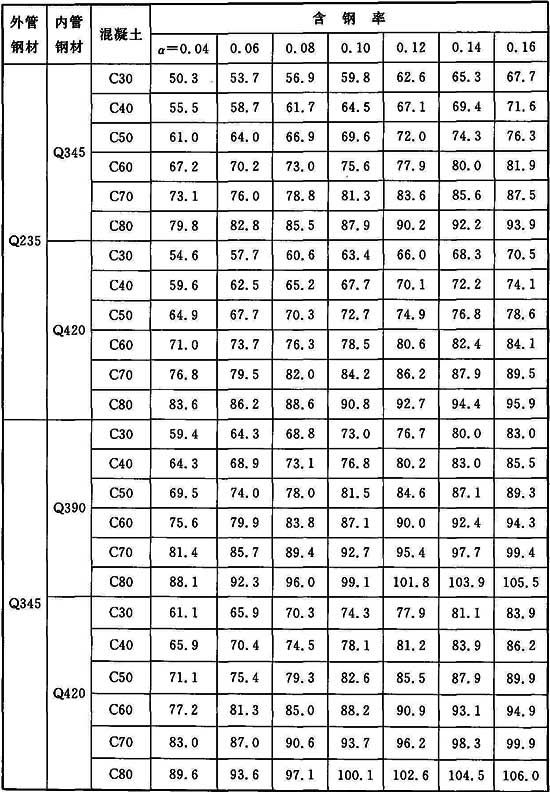 外管钢材 内管钢材 混凝土 含 钢 率
α=0.04 0.06 0.08 0.10 0.12 0.14 0.16
Q235 Q345 C30 50.3 53.7 56.9 59.8 62.6 65.3 67.7
C40 55.5 58.7 61.7 64.5 67.1 69.4 71.6
C50 61.0 64.0 66.9 69.6 72.0 74.3 76.3
C60 67.2 70.2 73.0 75.6 77.9 80.0 81.9
C70 73.1 76.0 78.8 81.3 83.6 85.6 87.5
C80 79.8 82.8 85.5 87.9 90.2 92.2 93.9
Q420 C30 54.6 57.7 60.6 63.4 66.0 68.3 70.5
C40 59.6 62.5 65.2 67.7 70.1 72.2 74.1
C50 64.9 67.7 70.3 72.7 74.9 76.8 78.6
C60 71.0 73.7 76.3 78.5 80.6 82.4 84.1
C70 76.8 79.5 82.0 84.2 86.2 87.9 89.5
C80 83.6 86.2 88.6 90.8 92.7 94.4 95.9
Q345 Q390 C30 59.4 64.3 68.8 73.0 76.7 80.0 83.0
C40 64.3 68.9 73.1 76.8 80.2 83.0 85.5
C50 69.5 74.0 78.0 81.5 84.6 87.1 89.3
C60 75.6 79.9 83.8 87.1 90.0 92.4 94.3
C70 81.4 85.7 89.4 92.7 95.4 97.7 99.4
C80 88.1 92.3 96.0 99.1 101.8 103.9 105.5
Q420 C30 61.1 65.9 70.3 74.3 77.9 81.1 83.9
C40 65.9 70.4 74.5 78.1 81.2 83.9 86.2
C50 71.1 75.4 79.3 82.6 85.5 87.9 89.9
C60 77.2 81.3 85.0 88.2 90.9 93.1 94.9
C70 83.0 87.0 90.6 93.7 96.2 98.3 99.9
C80 89.6 93.6 97.1 100.1 102.6 104.5 106.0